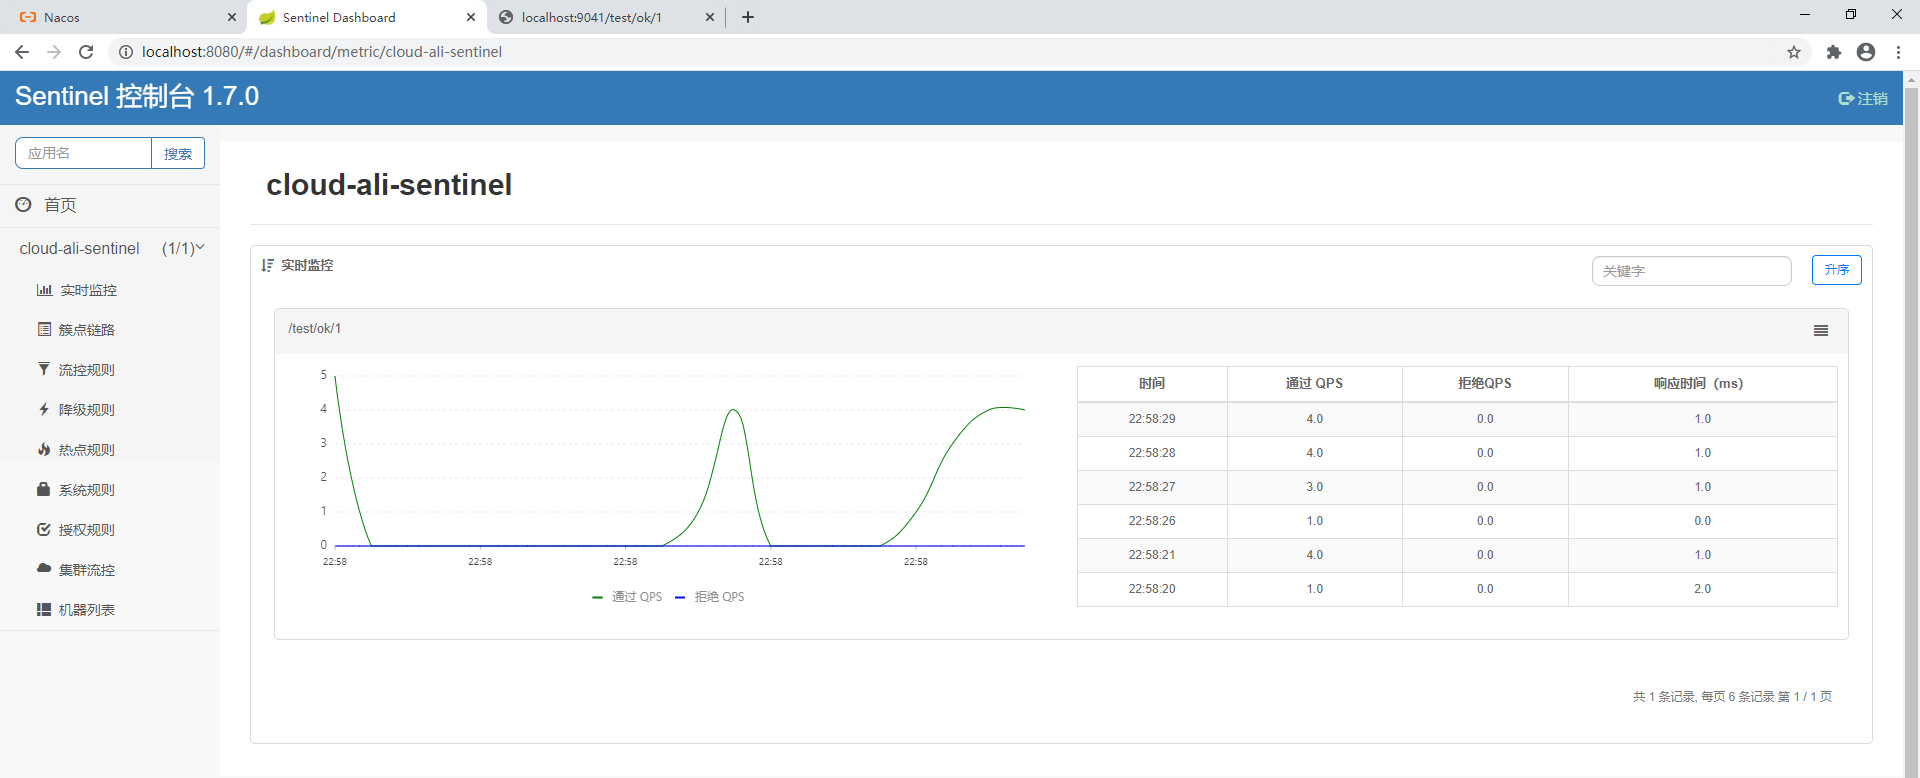 Nacos
Sentinel Dashboard
localhost:9041/test/ok/1
localhost:8080/#/dashboard/metric/cloud-ali-sentinel
Sentinel 控制台 1.7.0
注销
应用名
搜索
首页
cloud-ali-sentinel (1/1)
实时监控
簇点链路
流控规则
降级规则
热点规则
系统规则
授权规则
集群流控
机器列表
cloud-ali-sentinel
实时监控
关键字
升序
/test/ok/1
5
4
3
2
1
0
22:58 22:58 22:58 22:58 22:58
通过 QPS 拒绝 QPS
时间 通过 QPS 拒绝QPS 响应时间（ms）
22:58:29 4.0 0.0 1.0
22:58:28 4.0 0.0 1.0
22:58:27 3.0 0.0 1.0
22:58:26 1.0 0.0 0.0
22:58:21 4.0 0.0 1.0
22:58:20 1.0 0.0 2.0
共 1 条记录, 每页 6 条记录 第 1 / 1 页